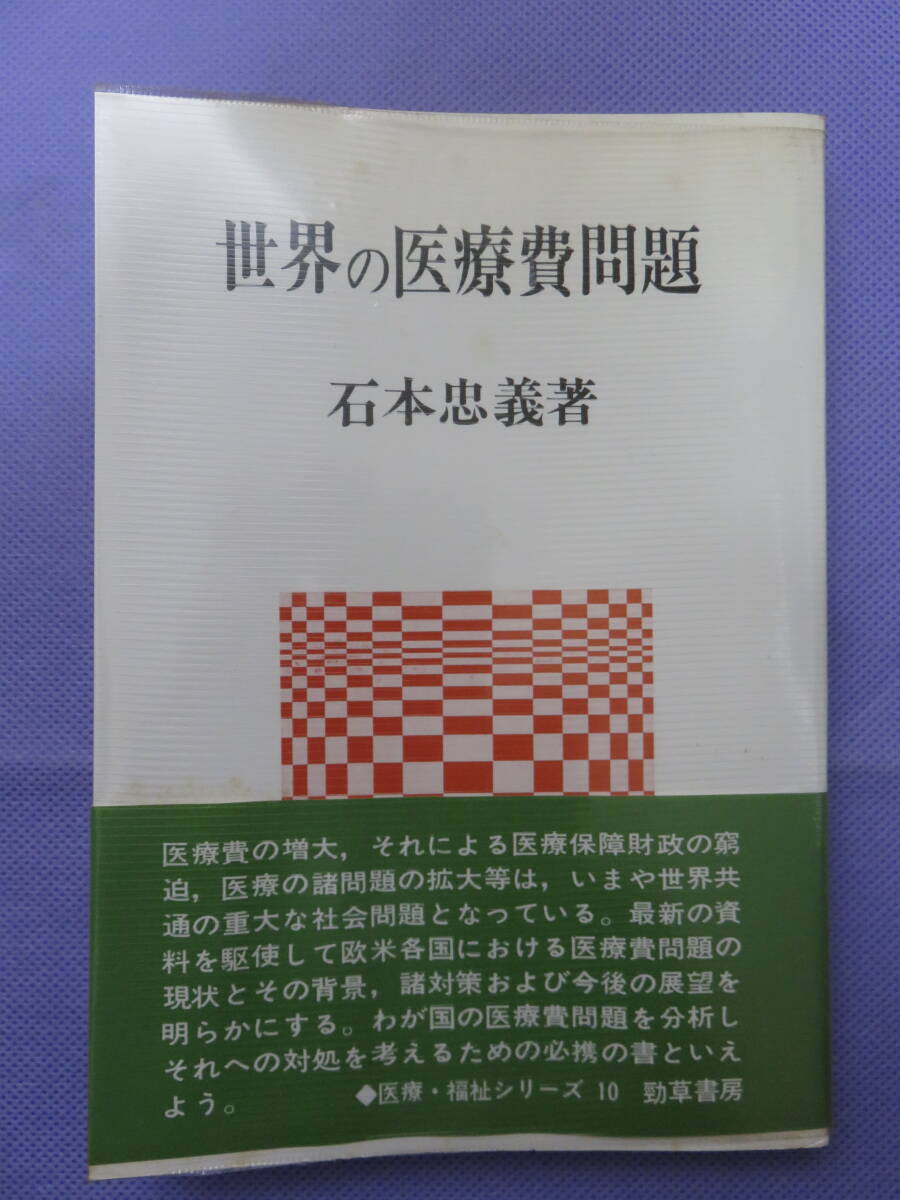 世界の医療費問題
石本忠義著
医療費の増大，それによる医療保障財政の窮
迫，医療の諸問題の拡大等は，いまや世界共
通の重大な社会問題となっている。最新の資
料を駆使して欧米各国における医療費問題の
現状とその背景，諸対策および今後の展望を
明らかにする。わが国の医療費問題を分析し
それへの対処を考えるための必携の書といえ
よう。 ◆医療・福祉シリーズ 10 勁草書房